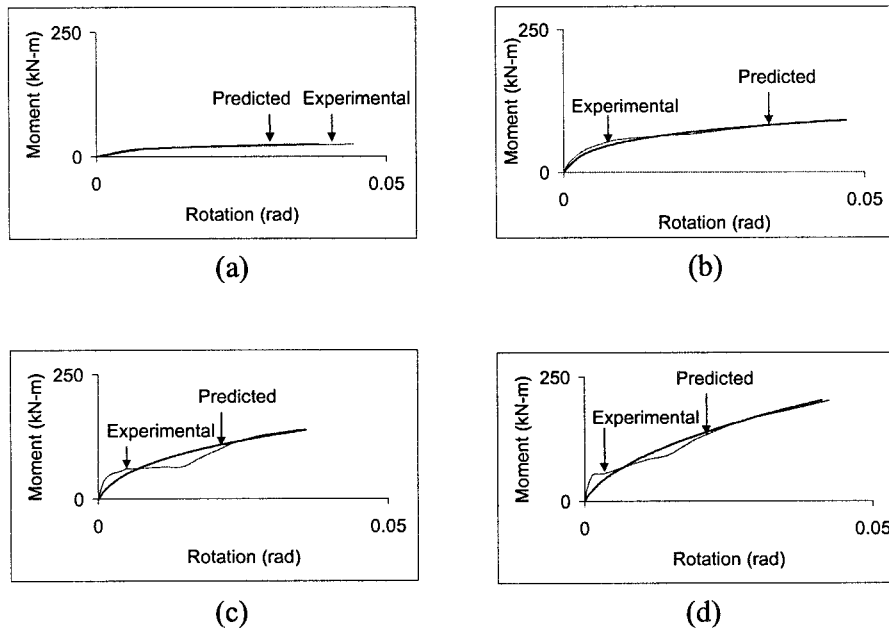 250
Moment (kN-m)
Predicted
Experimental
0
0
0.05
Rotation (rad)
(a)
250
Moment (kN-m)
Predicted
Experimental
0
0
0.05
Rotation (rad)
(b)
250
Moment (kN-m)
Predicted
Experimental
0
0
0.05
Rotation (rad)
(c)
250
Moment (kN-m)
Predicted
Experimental
0
0
0.05
Rotation (rad)
(d)